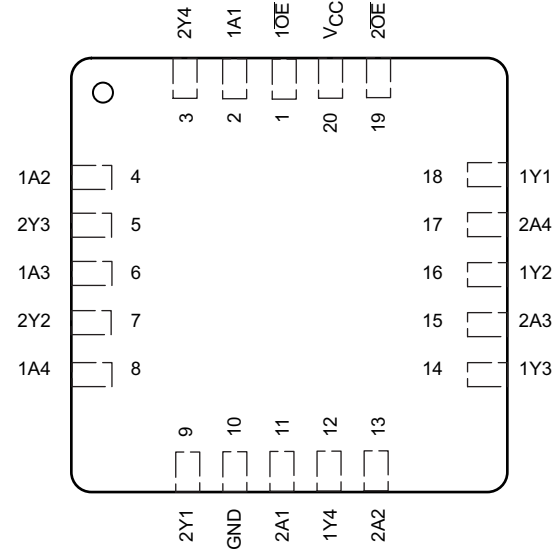 2Y4 1A1 1O̅E̅ VCC 2O̅E̅
3 2 1 20 19
1A2 4 18 1Y1
2Y3 5 17 2A4
1A3 6 16 1Y2
2Y2 7 15 2A3
1A4 8 14 1Y3
9 10 11 12 13
2Y1 GND 2A1 1Y4 2A2